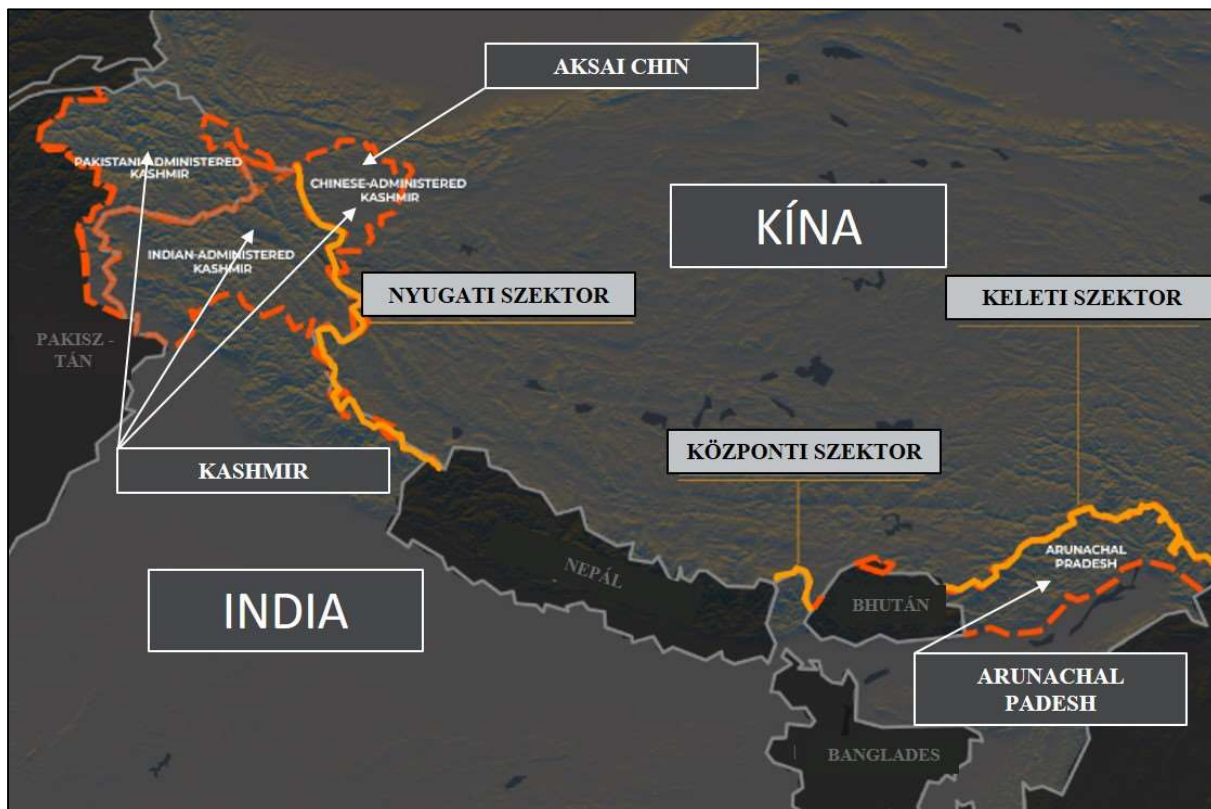 AKSAI CHIN
PAKISTANI-ADMINISTERED
KASHMIR
CHINESE-ADMINISTERED
KASHMIR
KÍNA
INDIAN-ADMINISTERED
KASHMIR
NYUGATI SZEKTOR
KELETI SZEKTOR
PAKISZ -
TÁN
KÖZPONTI SZEKTOR
KASHMIR
ARUNACHAL
PRADESH
NEPÁL
INDIA
BHUTÁN
ARUNACHAL
PADESH
BANGLADES